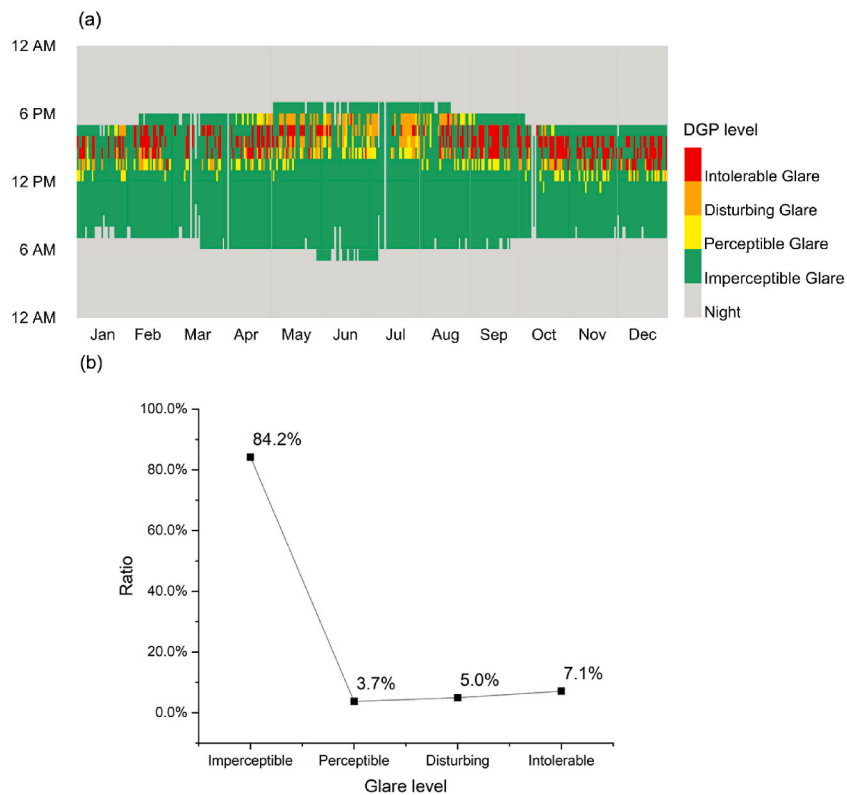 (a)
12 AM
6 PM
12 PM
6 AM
12 AM
Jan Feb Mar Apr May Jun Jul Aug Sep Oct Nov Dec
DGP level
Intolerable Glare
Disturbing Glare
Perceptible Glare
Imperceptible Glare
Night
(b)
100.0%
80.0%
60.0%
40.0%
20.0%
0.0%
Ratio
84.2%
3.7%
5.0%
7.1%
Imperceptible Perceptible Disturbing Intolerable
Glare level